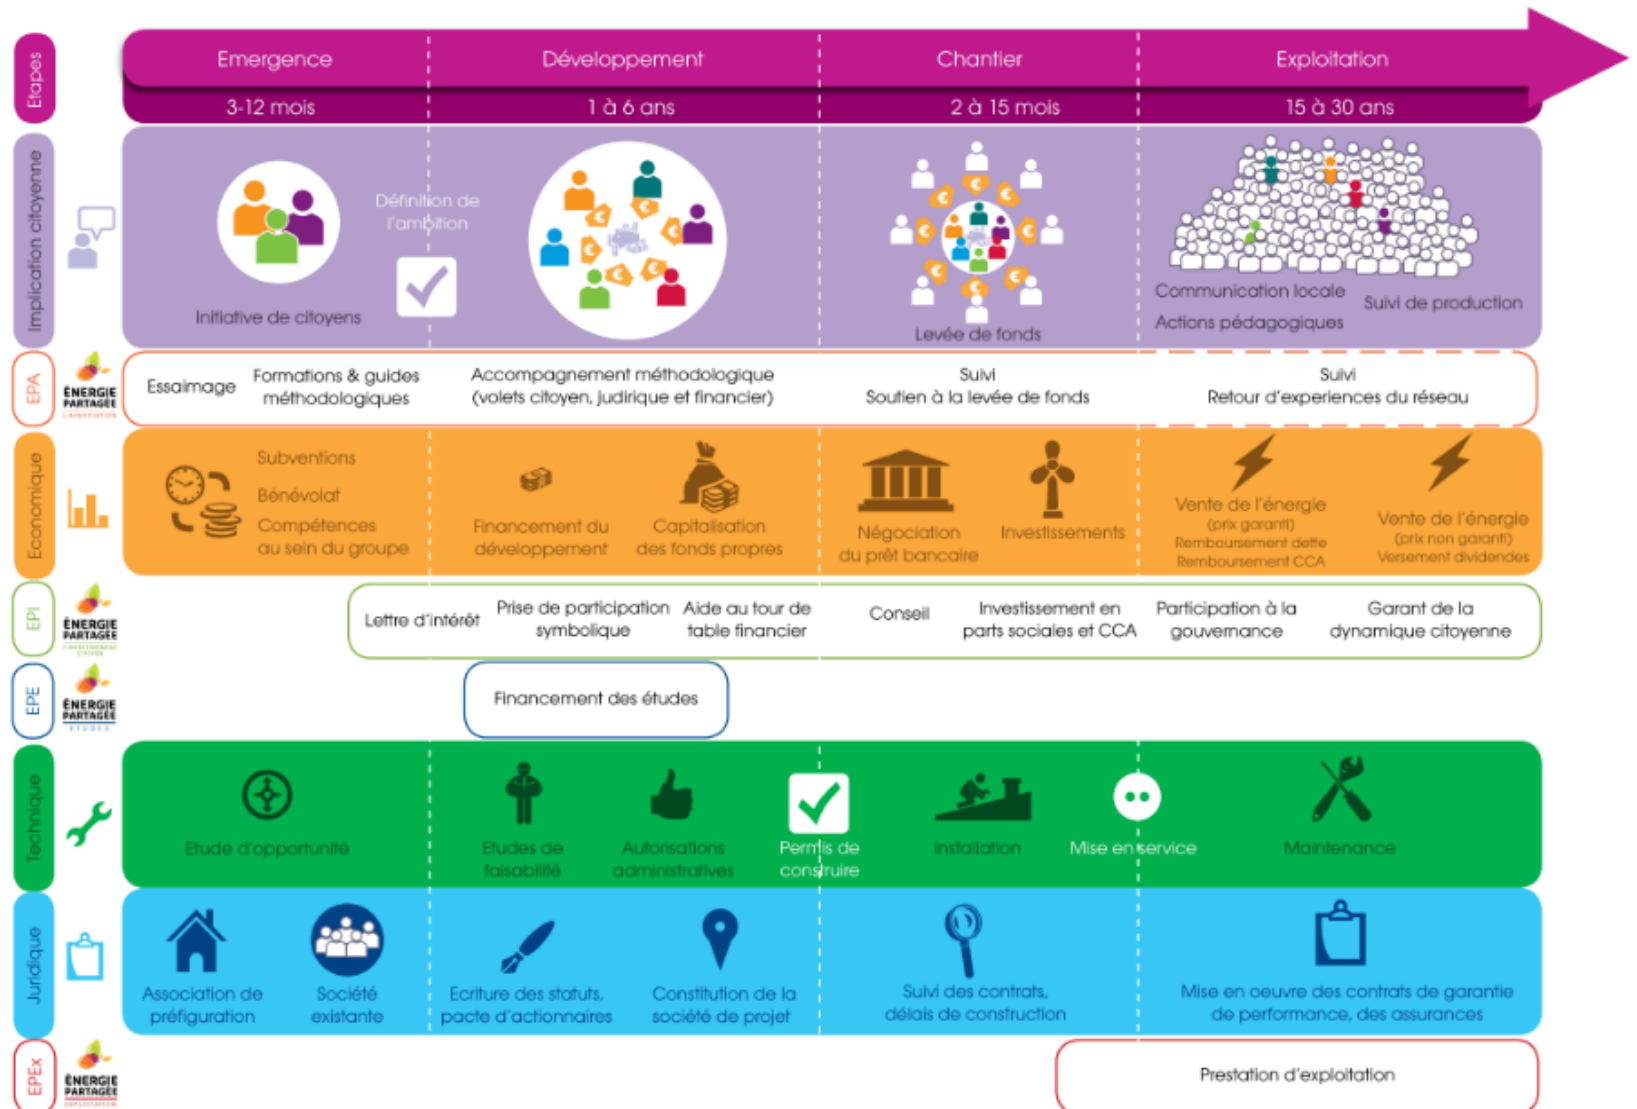 Etapes
Emergence
Développement
Chantier
Exploitation
3-12 mois
1 à 6 ans
2 à 15 mois
15 à 30 ans
Implication citoyenne
Initiative de citoyens
Définition de
l'ambition
Levée de fonds
Communication locale
Actions pédagogiques
Suivi de production
EPA
ÉNERGIE
PARTAGÉE
L'ASSOCIATION
Essaimage
Formations & guides
méthodologiques
Accompagnement méthodologique
(volets citoyen, judirique et financier)
Suivi
Soutien à la levée de fonds
Suivi
Retour d'experiences du réseau
Economique
Subventions
Bénévolat
Compétences
au sein du groupe
Financement du
développement
Capitalisation
des fonds propres
Négociation
du prêt bancaire
Investissements
Vente de l'énergie
(prix garanti)
Remboursement dette
Remboursement CCA
Vente de l'énergie
(prix non garanti)
Versement dividendes
EPI
ÉNERGIE
PARTAGÉE
Lettre d'intérêt
Prise de participation
symbolique
Aide au tour de
table financier
Conseil
Investissement en
parts sociales et CCA
Participation à la
gouvernance
Garant de la
dynamique citoyenne
EPE
ÉNERGIE
PARTAGÉE
ETUDES
Financement des études
Technique
Etude d'opportunité
Etudes de
faisabilité
Autorisations
administratives
Permis de
construire
Installation
Mise en service
Maintenance
Juridique
Association de
préfiguration
Société
existante
Ecriture des statuts,
pacte d'actionnaires
Constitution de la
société de projet
Suivi des contrats,
délais de construction
Mise en oeuvre des contrats de garantie
de performance, des assurances
EPEx
ÉNERGIE
PARTAGÉE
EXPLOITATION
Prestation d'exploitation